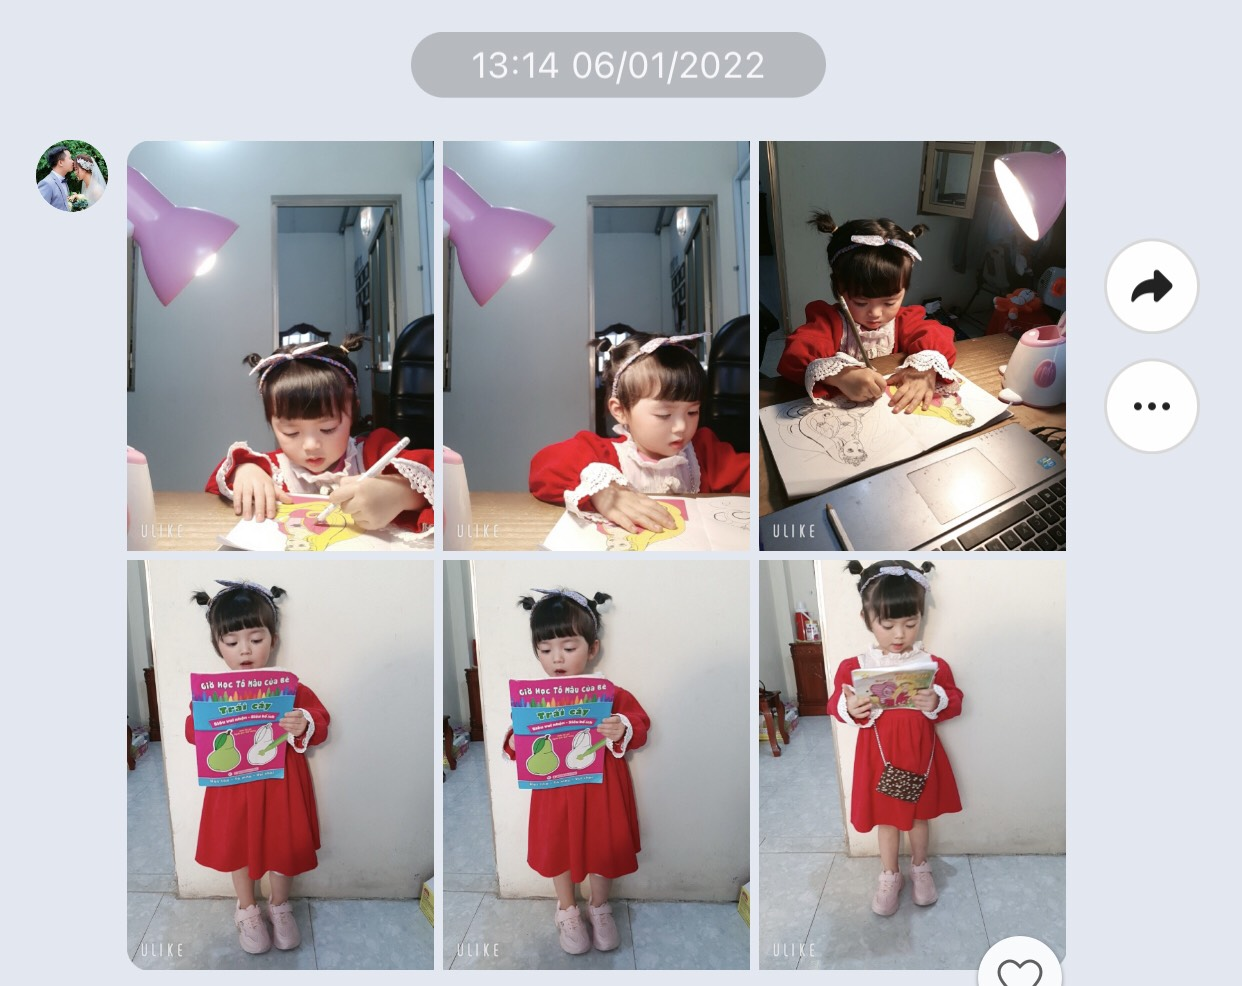 13:14 06/01/2022
ULIKE
ULIKE
ULIKE
GIỜ HỌC TÔ MÀU CỦA BÉ
Trái cây
ULIKE
GIỜ HỌC TÔ MÀU CỦA BÉ
Trái cây
ULIKE
ULIKE